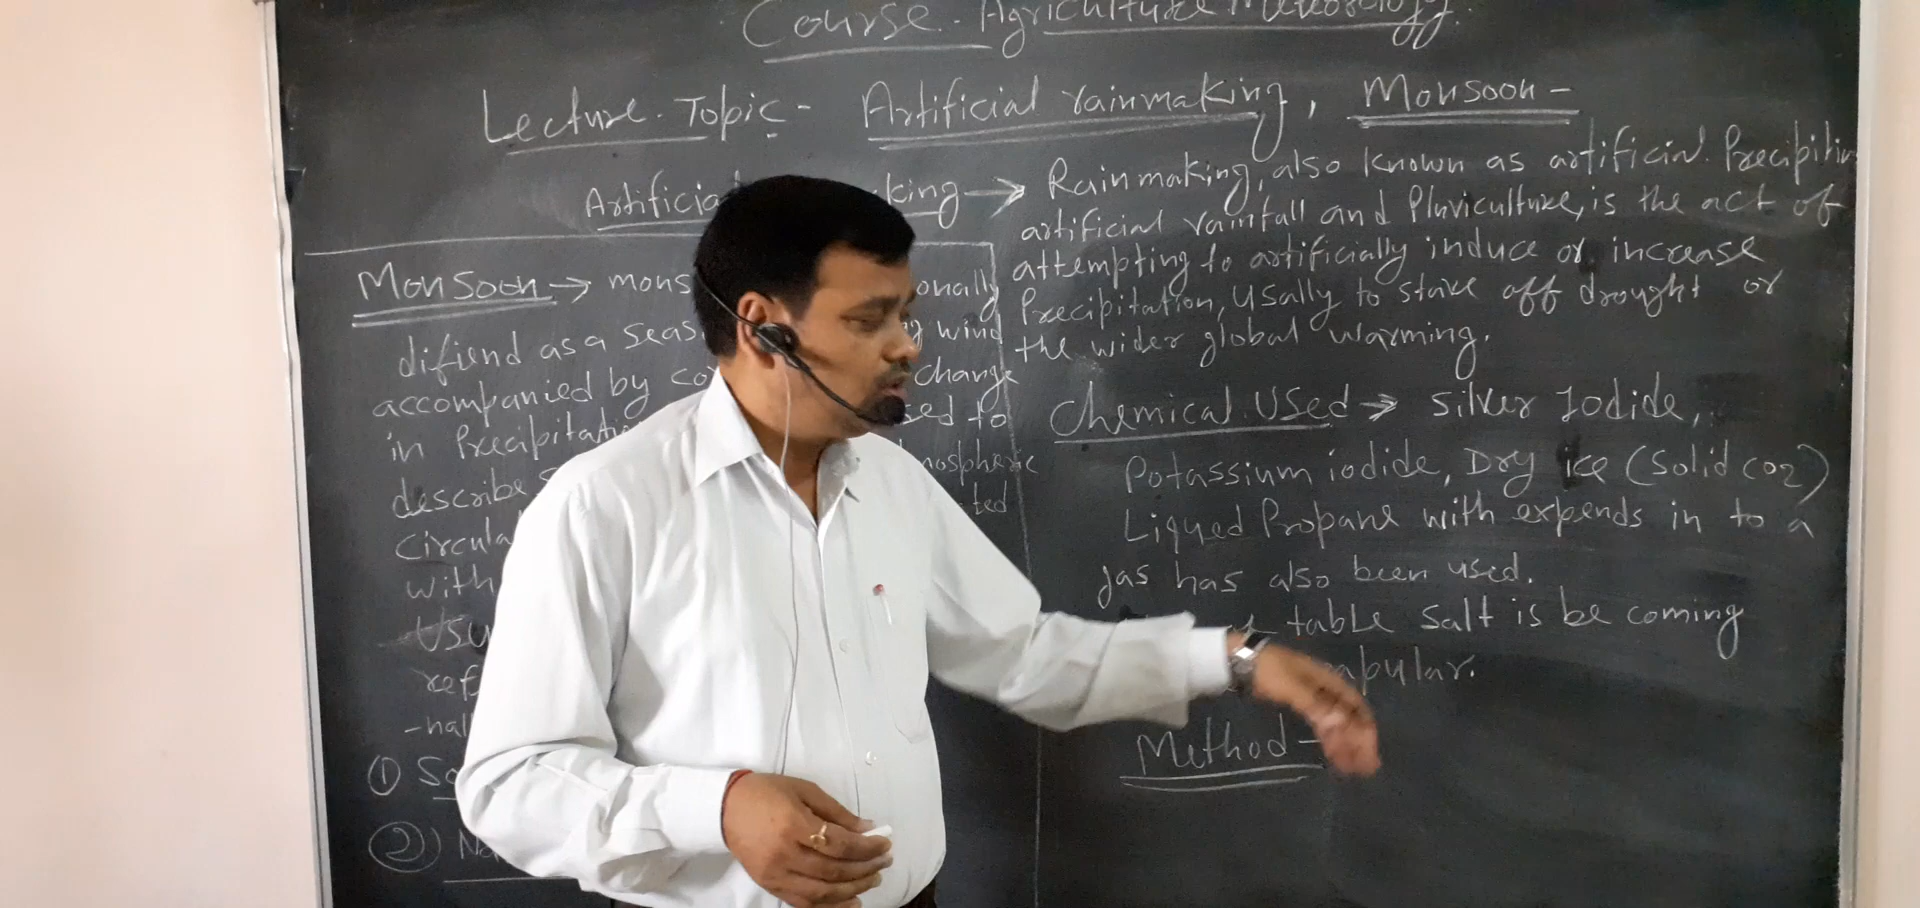 Course. Agriculture Meteorology.
Lecture. Topic - Artificial rainmaking, Monsoon -
Artificial king → Rainmaking, also known as artificial Precipitin
artificial rainfall and Pluviculture, is the act of
attempting to artificially induce or increase
Precipitation, Usally to stave off drought or
the wider global warming.
Chemical Used → Silver Iodide,
Potassium iodide, Dry ice (Solid CO2)
Liqued Propane with expends in to a
gas has also been used.
table Salt is be coming
apular.
Method -
Monsoon → mons onally
difiend as a seas g wind
accompanied by co change
in Precipitati sed to
describe s mospheric
Circula ted
with
Usu
ref
-nal
① So
② Na